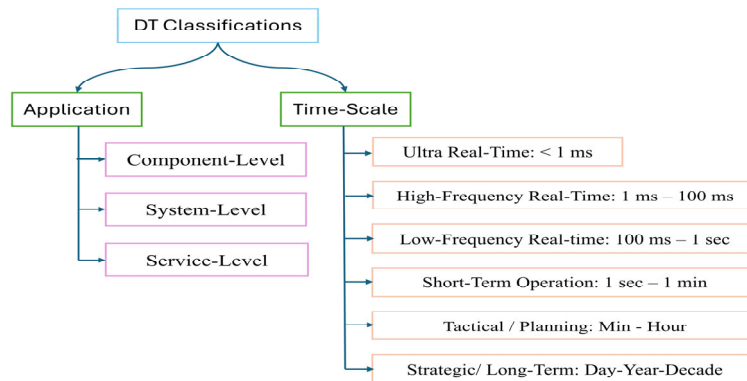 DT Classifications
Application
Component-Level
System-Level
Service-Level
Time-Scale
Ultra Real-Time: < 1 ms
High-Frequency Real-Time: 1 ms – 100 ms
Low-Frequency Real-time: 100 ms – 1 sec
Short-Term Operation: 1 sec – 1 min
Tactical / Planning: Min - Hour
Strategic/ Long-Term: Day-Year-Decade